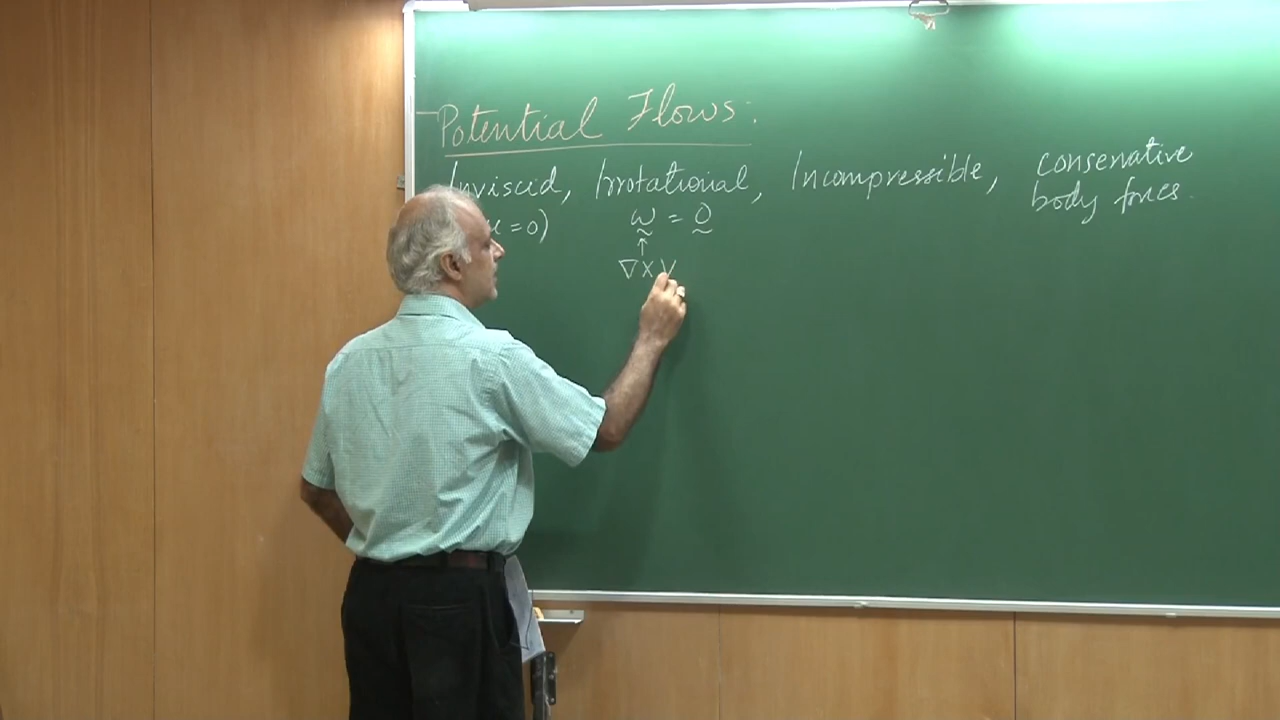 Potential Flows:
Inviscid, Irrotational, Incompressible, conservative
body forces.
= 0) ω = 0
↑
∇ × V